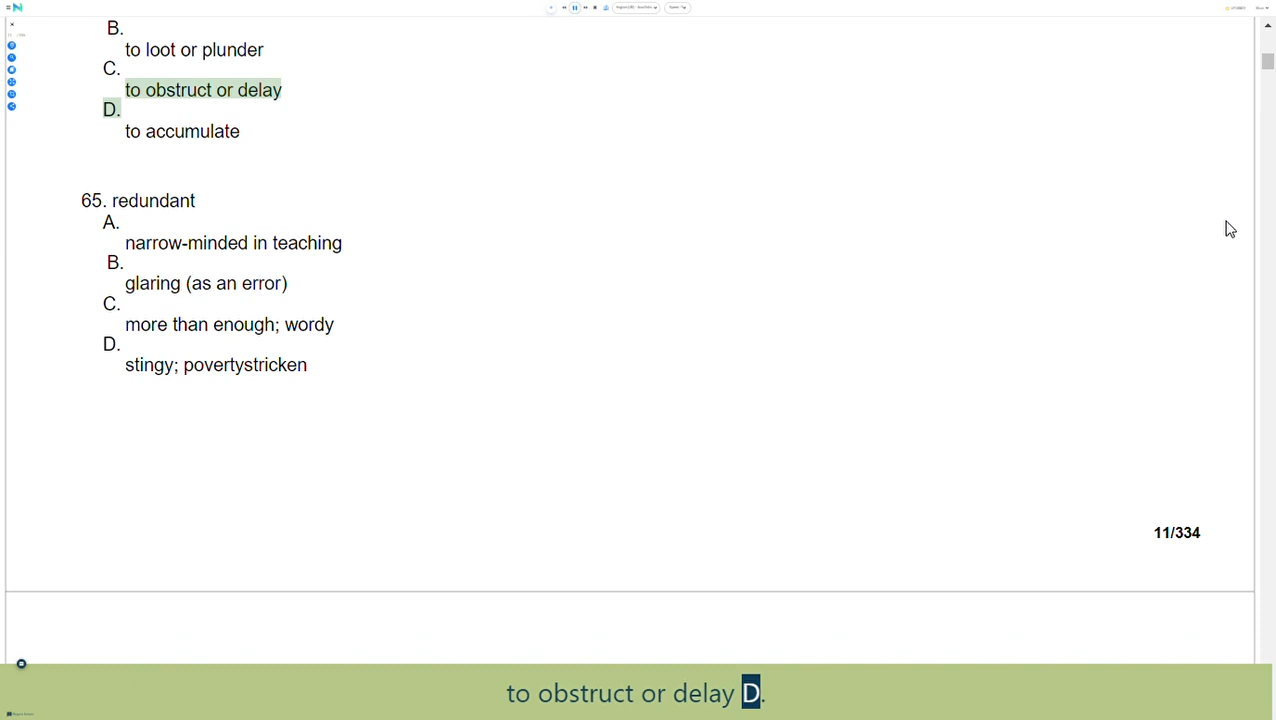 B.
to loot or plunder
C.
to obstruct or delay
D.
to accumulate
65. redundant
A.
narrow-minded in teaching
B.
glaring (as an error)
C.
more than enough; wordy
D.
stingy; povertystricken
11/334
to obstruct or delay D.